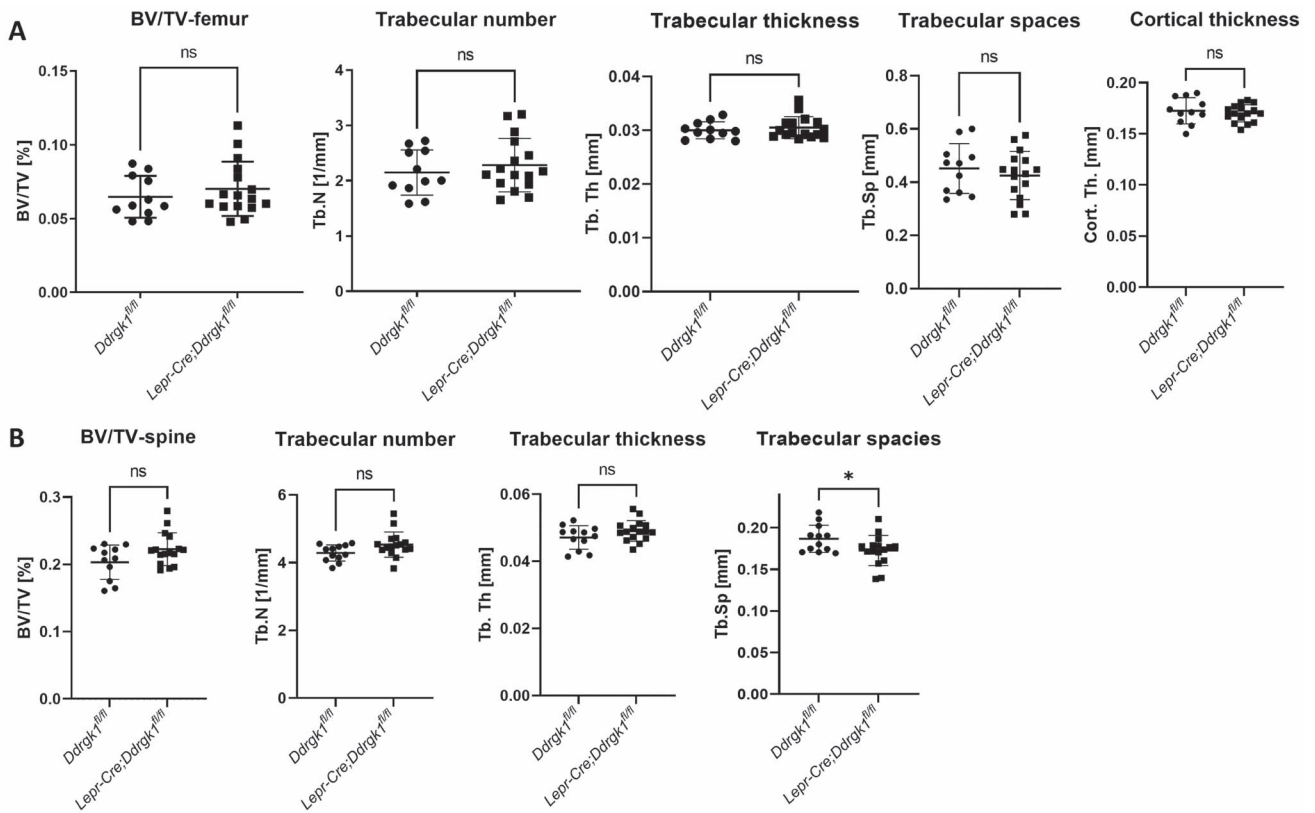 A
BV/TV-femur
ns
BV/TV [%]
0.15
0.10
0.05
0.00
Ddrgk1fl/fl
Lepr-Cre;Ddrgk1fl/fl
Trabecular number
ns
Tb.N [1/mm]
4
3
2
1
0
Ddrgk1fl/fl
Lepr-Cre;Ddrgk1fl/fl
Trabecular thickness
ns
Tb. Th [mm]
0.04
0.03
0.02
0.01
0.00
Ddrgk1fl/fl
Lepr-Cre;Ddrgk1fl/fl
Trabecular spaces
ns
Tb.Sp [mm]
0.8
0.6
0.4
0.2
0.0
Ddrgk1fl/fl
Lepr-Cre;Ddrgk1fl/fl
Cortical thickness
ns
Cort. Th. [mm]
0.20
0.15
0.10
0.05
0.00
Ddrgk1fl/fl
Lepr-Cre;Ddrgk1fl/fl
B
BV/TV-spine
ns
BV/TV [%]
0.3
0.2
0.1
0.0
Ddrgk1fl/fl
Lepr-Cre;Ddrgk1fl/fl
Trabecular number
ns
Tb.N [1/mm]
6
4
2
0
Ddrgk1fl/fl
Lepr-Cre;Ddrgk1fl/fl
Trabecular thickness
ns
Tb. Th [mm]
0.06
0.04
0.02
0.00
Ddrgk1fl/fl
Lepr-Cre;Ddrgk1fl/fl
Trabecular spacies
*
Tb.Sp [mm]
0.20
0.15
0.10
0.05
0.00
Ddrgk1fl/fl
Lepr-Cre;Ddrgk1fl/fl